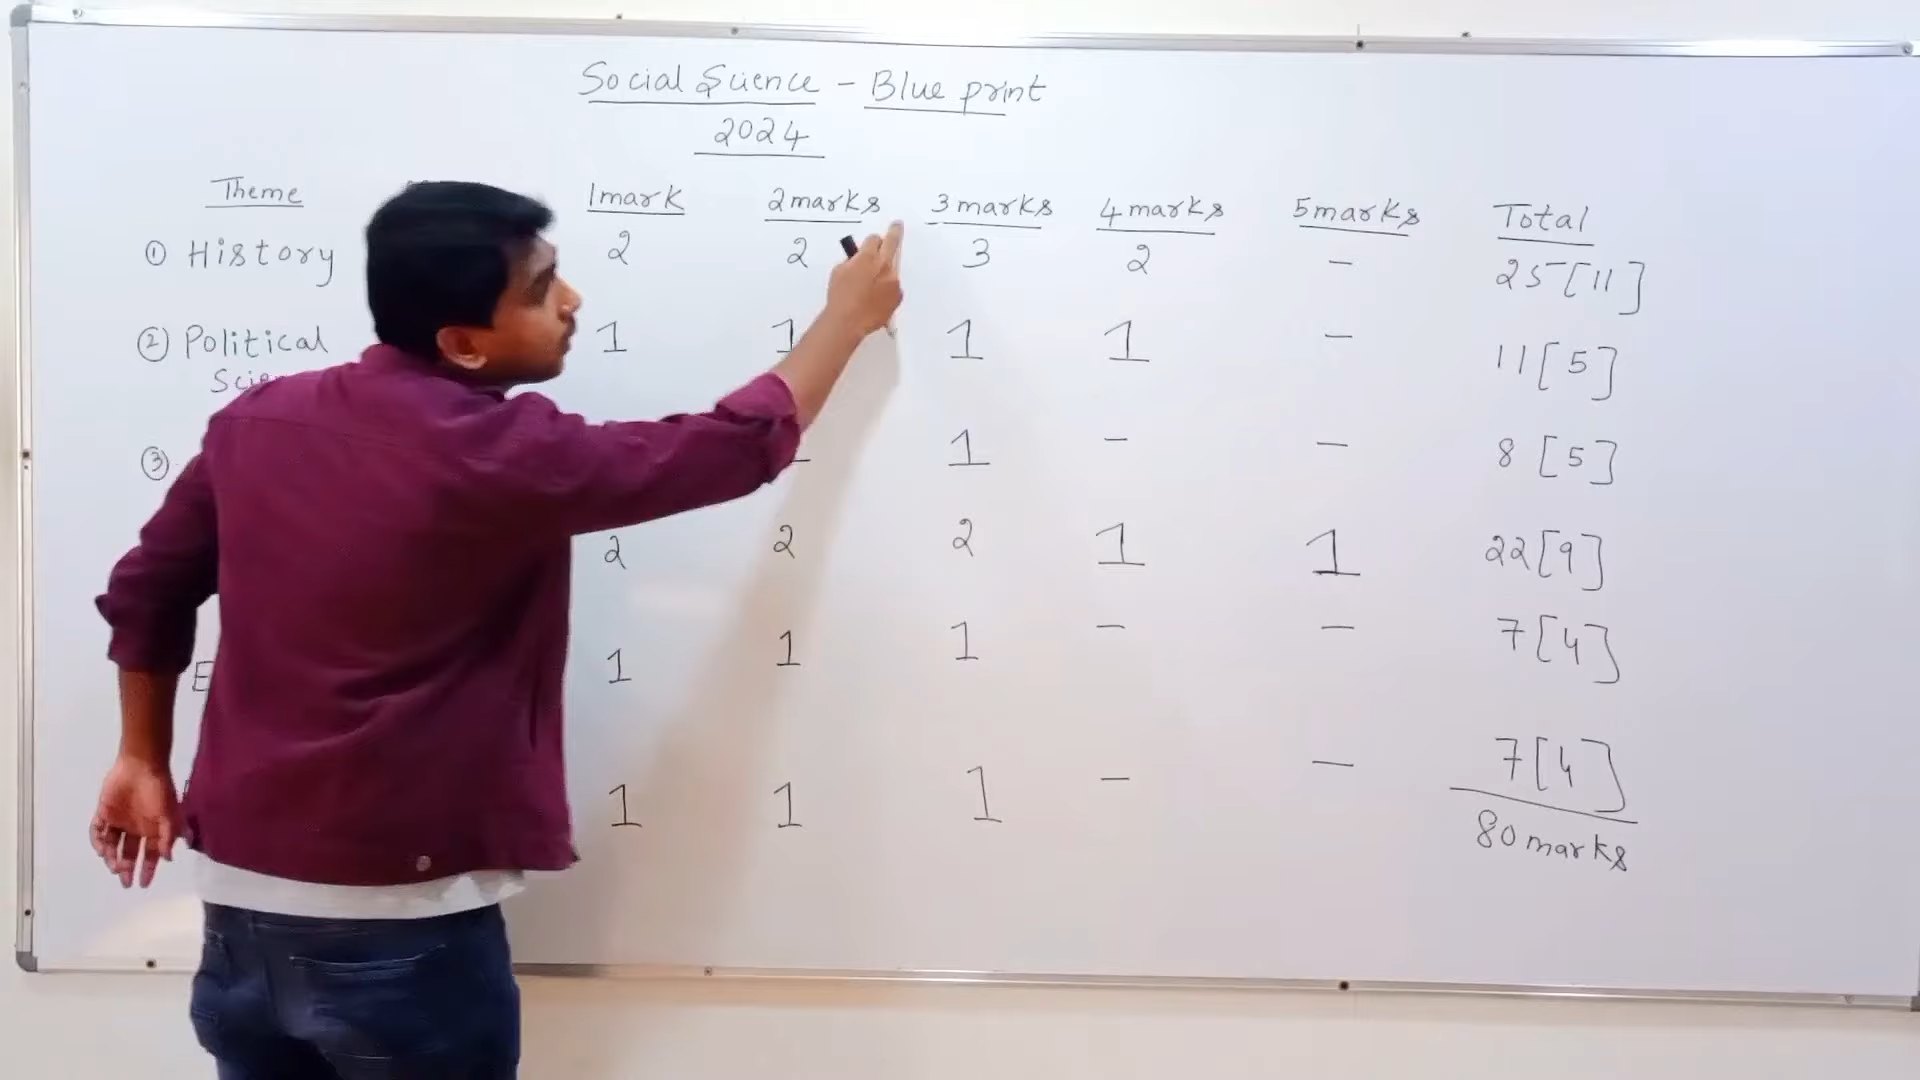 Social Science - Blue print
2024
Theme 1mark 2marks 3marks 4marks 5marks Total
① History 2 2 3 2 - 25 [11]
② Political 1 1 1 1 - 11 [5]
③ 1 - - 8 [5]
2 2 2 1 1 22 [9]
1 1 1 - - 7 [4]
1 1 1 - - 7 [4]
80 marks